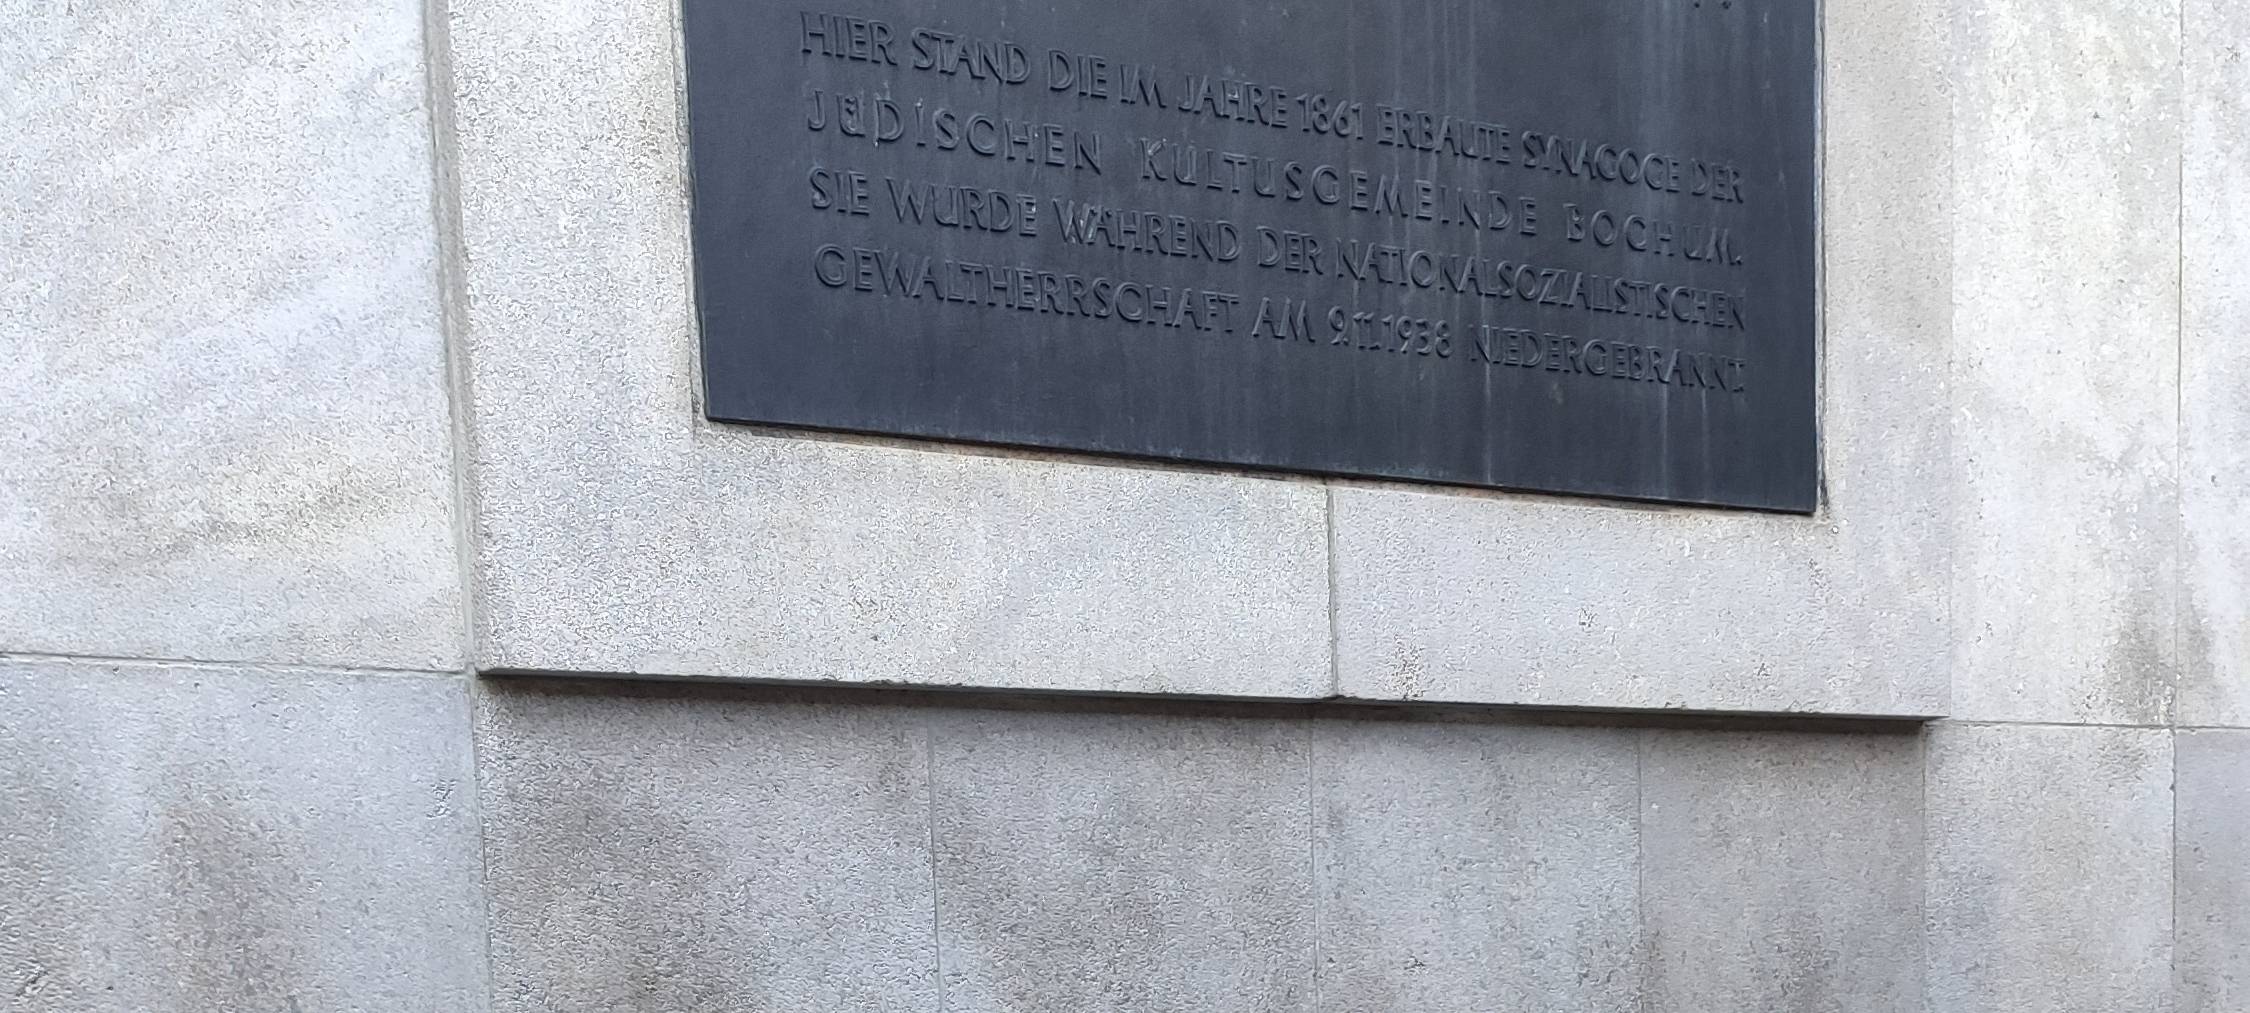 HIER STAND DIE IM JAHRE 1861 ERBAUTE SYNAGOGE DER
JÜDISCHEN KULTUSGEMEINDE BOCHUM.
SIE WURDE WÄHREND DER NATIONALSOZIALISTISCHEN
GEWALTHERRSCHAFT AM 9.11.1938 NIEDERGEBRANNT.